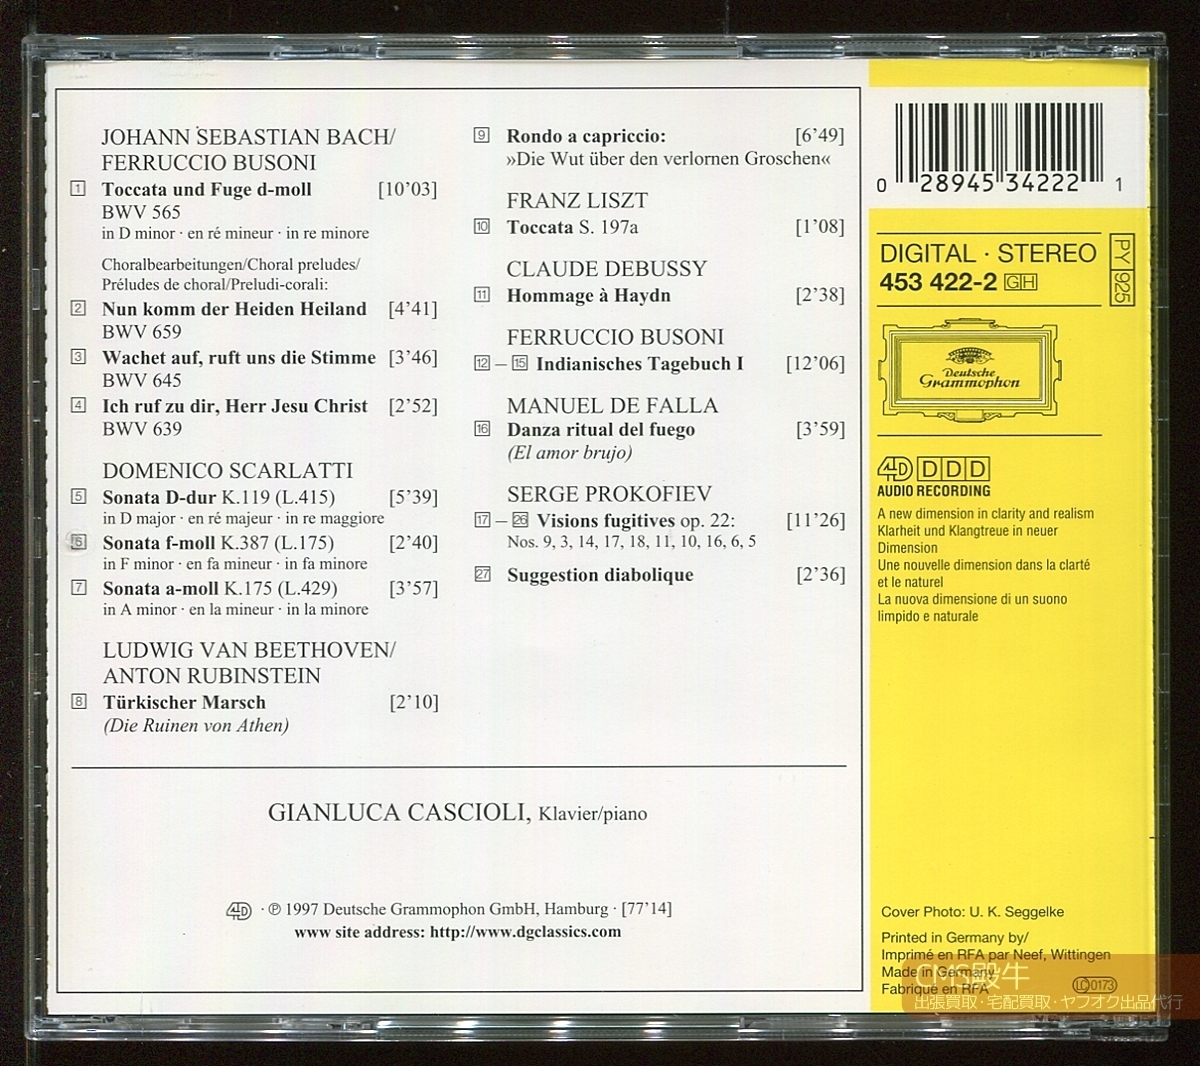 JOHANN SEBASTIAN BACH/
FERRUCCIO BUSONI
1 Toccata und Fuge d-moll [10’03]
BWV 565
in D minor · en ré mineur · in re minore
Choralbearbeitungen/Choral preludes/
Préludes de choral/Preludi-corali:
2 Nun komm der Heiden Heiland [4’41]
BWV 659
3 Wachet auf, ruft uns die Stimme [3’46]
BWV 645
4 Ich ruf zu dir, Herr Jesu Christ [2’52]
BWV 639
DOMENICO SCARLATTI
5 Sonata D-dur K.119 (L.415) [5’39]
in D major · en ré majeur · in re maggiore
6 Sonata f-moll K.387 (L.175) [2’40]
in F minor · en fa mineur · in fa minore
7 Sonata a-moll K.175 (L.429) [3’57]
in A minor · en la mineur · in la minore
LUDWIG VAN BEETHOVEN/
ANTON RUBINSTEIN
8 Türkischer Marsch [2’10]
(Die Ruinen von Athen)
9 Rondo a capriccio: [6’49]
»Die Wut über den verlornen Groschen«
FRANZ LISZT
10 Toccata S. 197a [1’08]
CLAUDE DEBUSSY
11 Hommage à Haydn [2’38]
FERRUCCIO BUSONI
12 – 15 Indianisches Tagebuch I [12’06]
MANUEL DE FALLA
16 Danza ritual del fuego [3’59]
(El amor brujo)
SERGE PROKOFIEV
17 – 26 Visions fugitives op. 22: [11’26]
Nos. 9, 3, 14, 17, 18, 11, 10, 16, 6, 5
27 Suggestion diabolique [2’36]
GIANLUCA CASCIOLI, Klavier/piano
4D · ℗ 1997 Deutsche Grammophon GmbH, Hamburg · [77’14]
www site address: http://www.dgclassics.com
0 28945 34222 1
DIGITAL · STEREO
453 422-2 GH
PY 925
Deutsche
Grammophon
4D DDD
AUDIO RECORDING
A new dimension in clarity and realism
Klarheit und Klangtreue in neuer
Dimension
Une nouvelle dimension dans la clarté
et le naturel
La nuova dimensione di un suono
limpido e naturale
Cover Photo: U. K. Seggelke
Printed in Germany by/
Imprimé en RFA par Neef, Wittingen
Made in Germany
Fabriqué en RFA
LC 0173
CMS殿牛
出張買取·宅配買取·ヤフオク出品代行